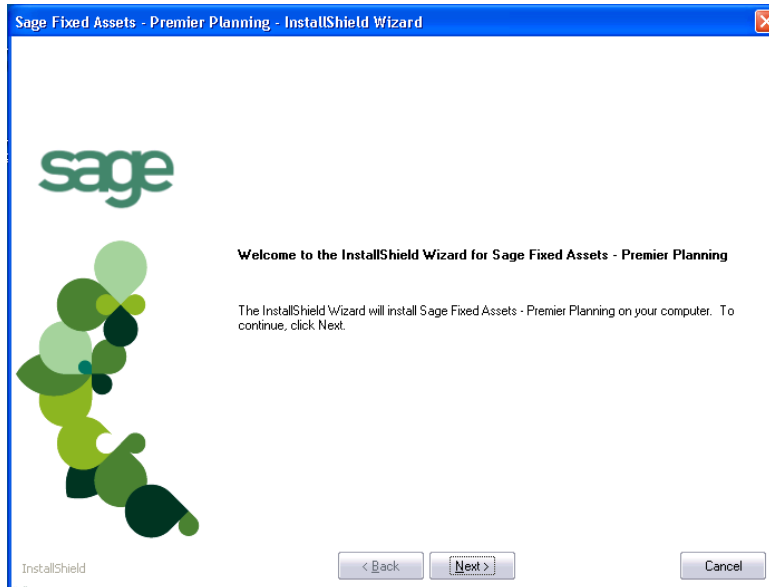 Sage Fixed Assets - Premier Planning - InstallShield Wizard
sage
Welcome to the InstallShield Wizard for Sage Fixed Assets - Premier Planning
The InstallShield Wizard will install Sage Fixed Assets - Premier Planning on your computer. To
continue, click Next.
InstallShield
< Back
Next >
Cancel